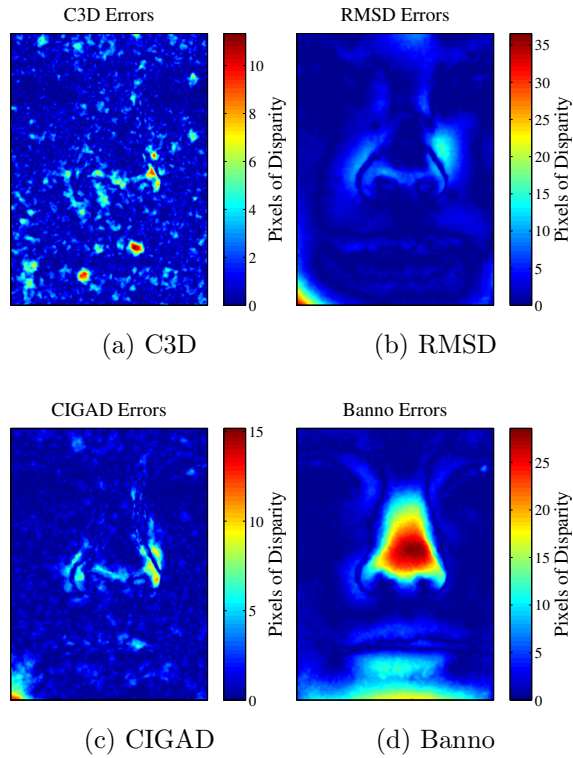 C3D Errors
RMSD Errors
10
8
6
4
2
0
Pixels of Disparity
35
30
25
20
15
10
5
0
Pixels of Disparity
(a) C3D
(b) RMSD
CIGAD Errors
Banno Errors
15
10
5
0
Pixels of Disparity
25
20
15
10
5
0
Pixels of Disparity
(c) CIGAD
(d) Banno